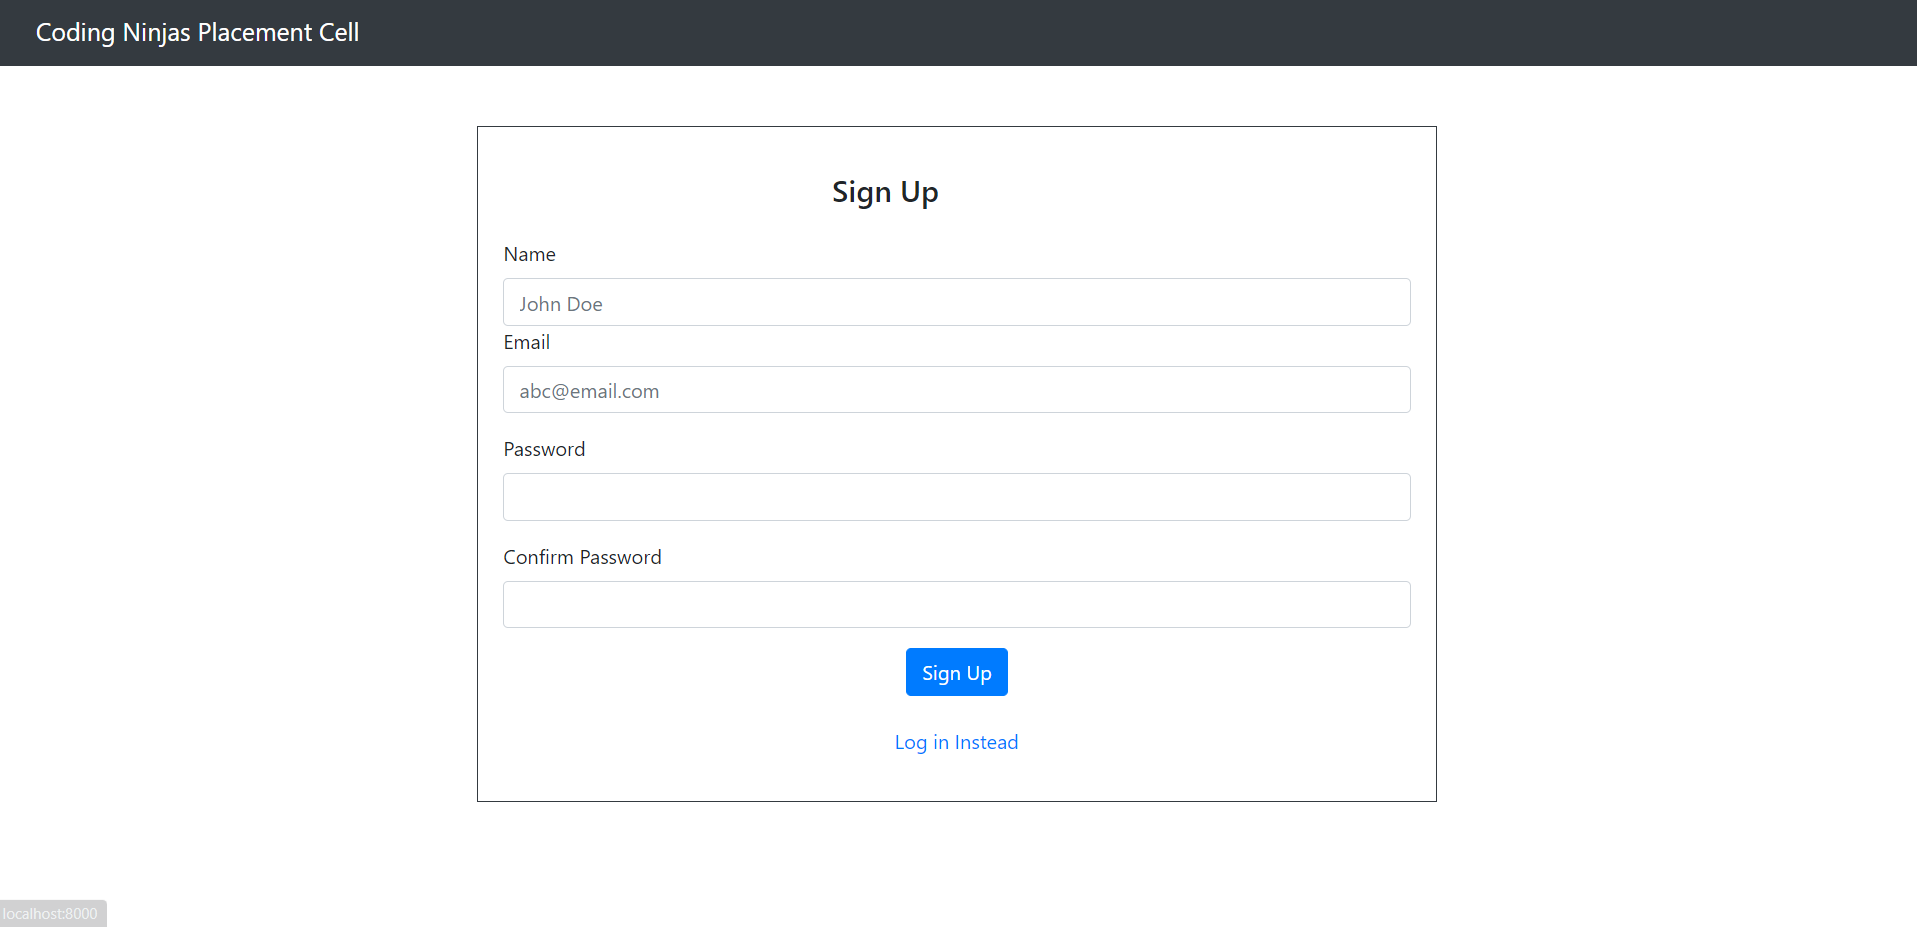 Coding Ninjas Placement Cell
Sign Up
Name
John Doe
Email
abc@email.com
Password
Confirm Password
Sign Up
Log in Instead
localhost:8000